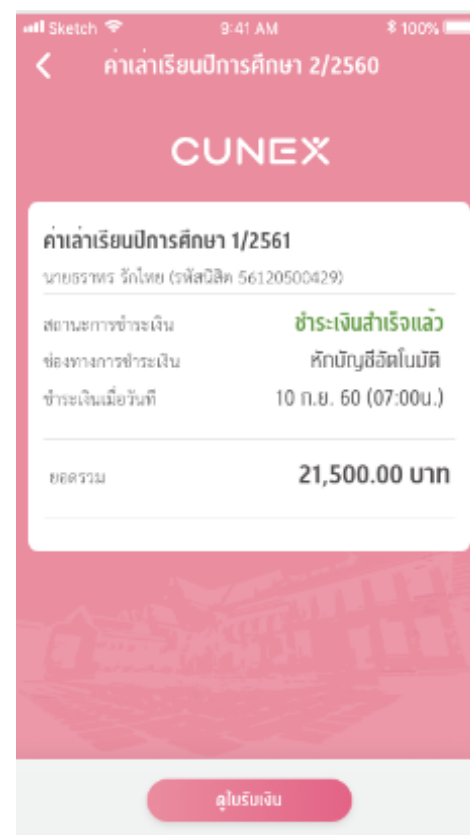 Sketch 9:41 AM 100%
ค่าเล่าเรียนปีการศึกษา 2/2560
CUNEX
ค่าเล่าเรียนปีการศึกษา 1/2561
นายธราพร รักไทย (รหัสนิสิต 56120500429)
สถานะการชำระเงิน ชำระเงินสำเร็จแล้ว
ช่องทางการชำระเงิน หักบัญชีอัตโนมัติ
ชำระเงินเมื่อวันที่ 10 ก.ย. 60 (07:00น.)
ยอดรวม 21,500.00 บาท
ดูใบรับเงิน